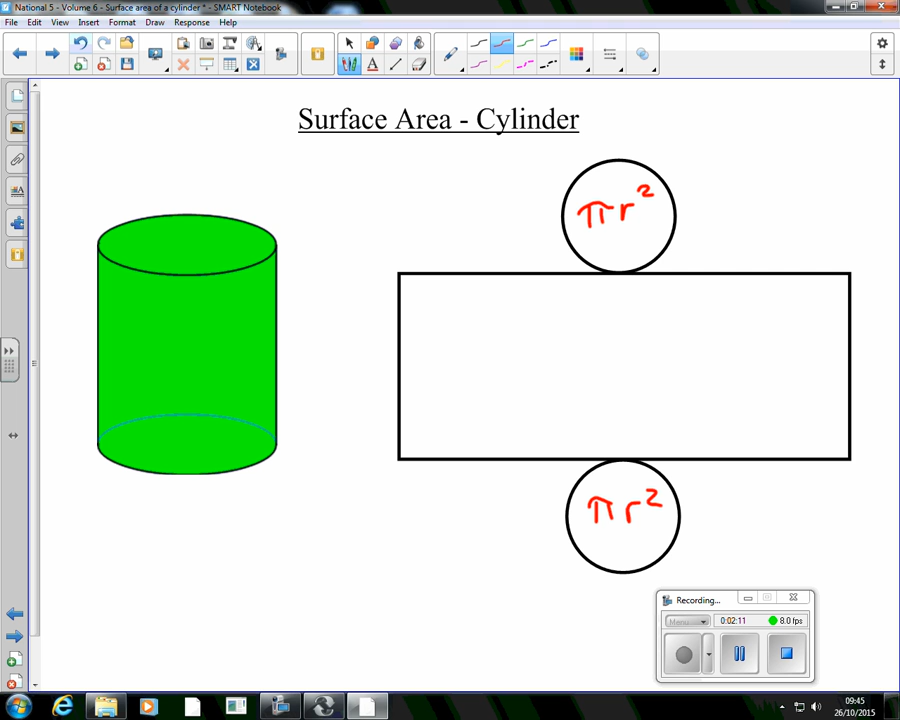 National 5 - Volume 6 - Surface area of a cylinder * - SMART Notebook
File Edit View Insert Format Draw Response Help
Surface Area - Cylinder
πr²
πr²
Recording...
Menu 0:02:11 8.0 fps
09:45
26/10/2015